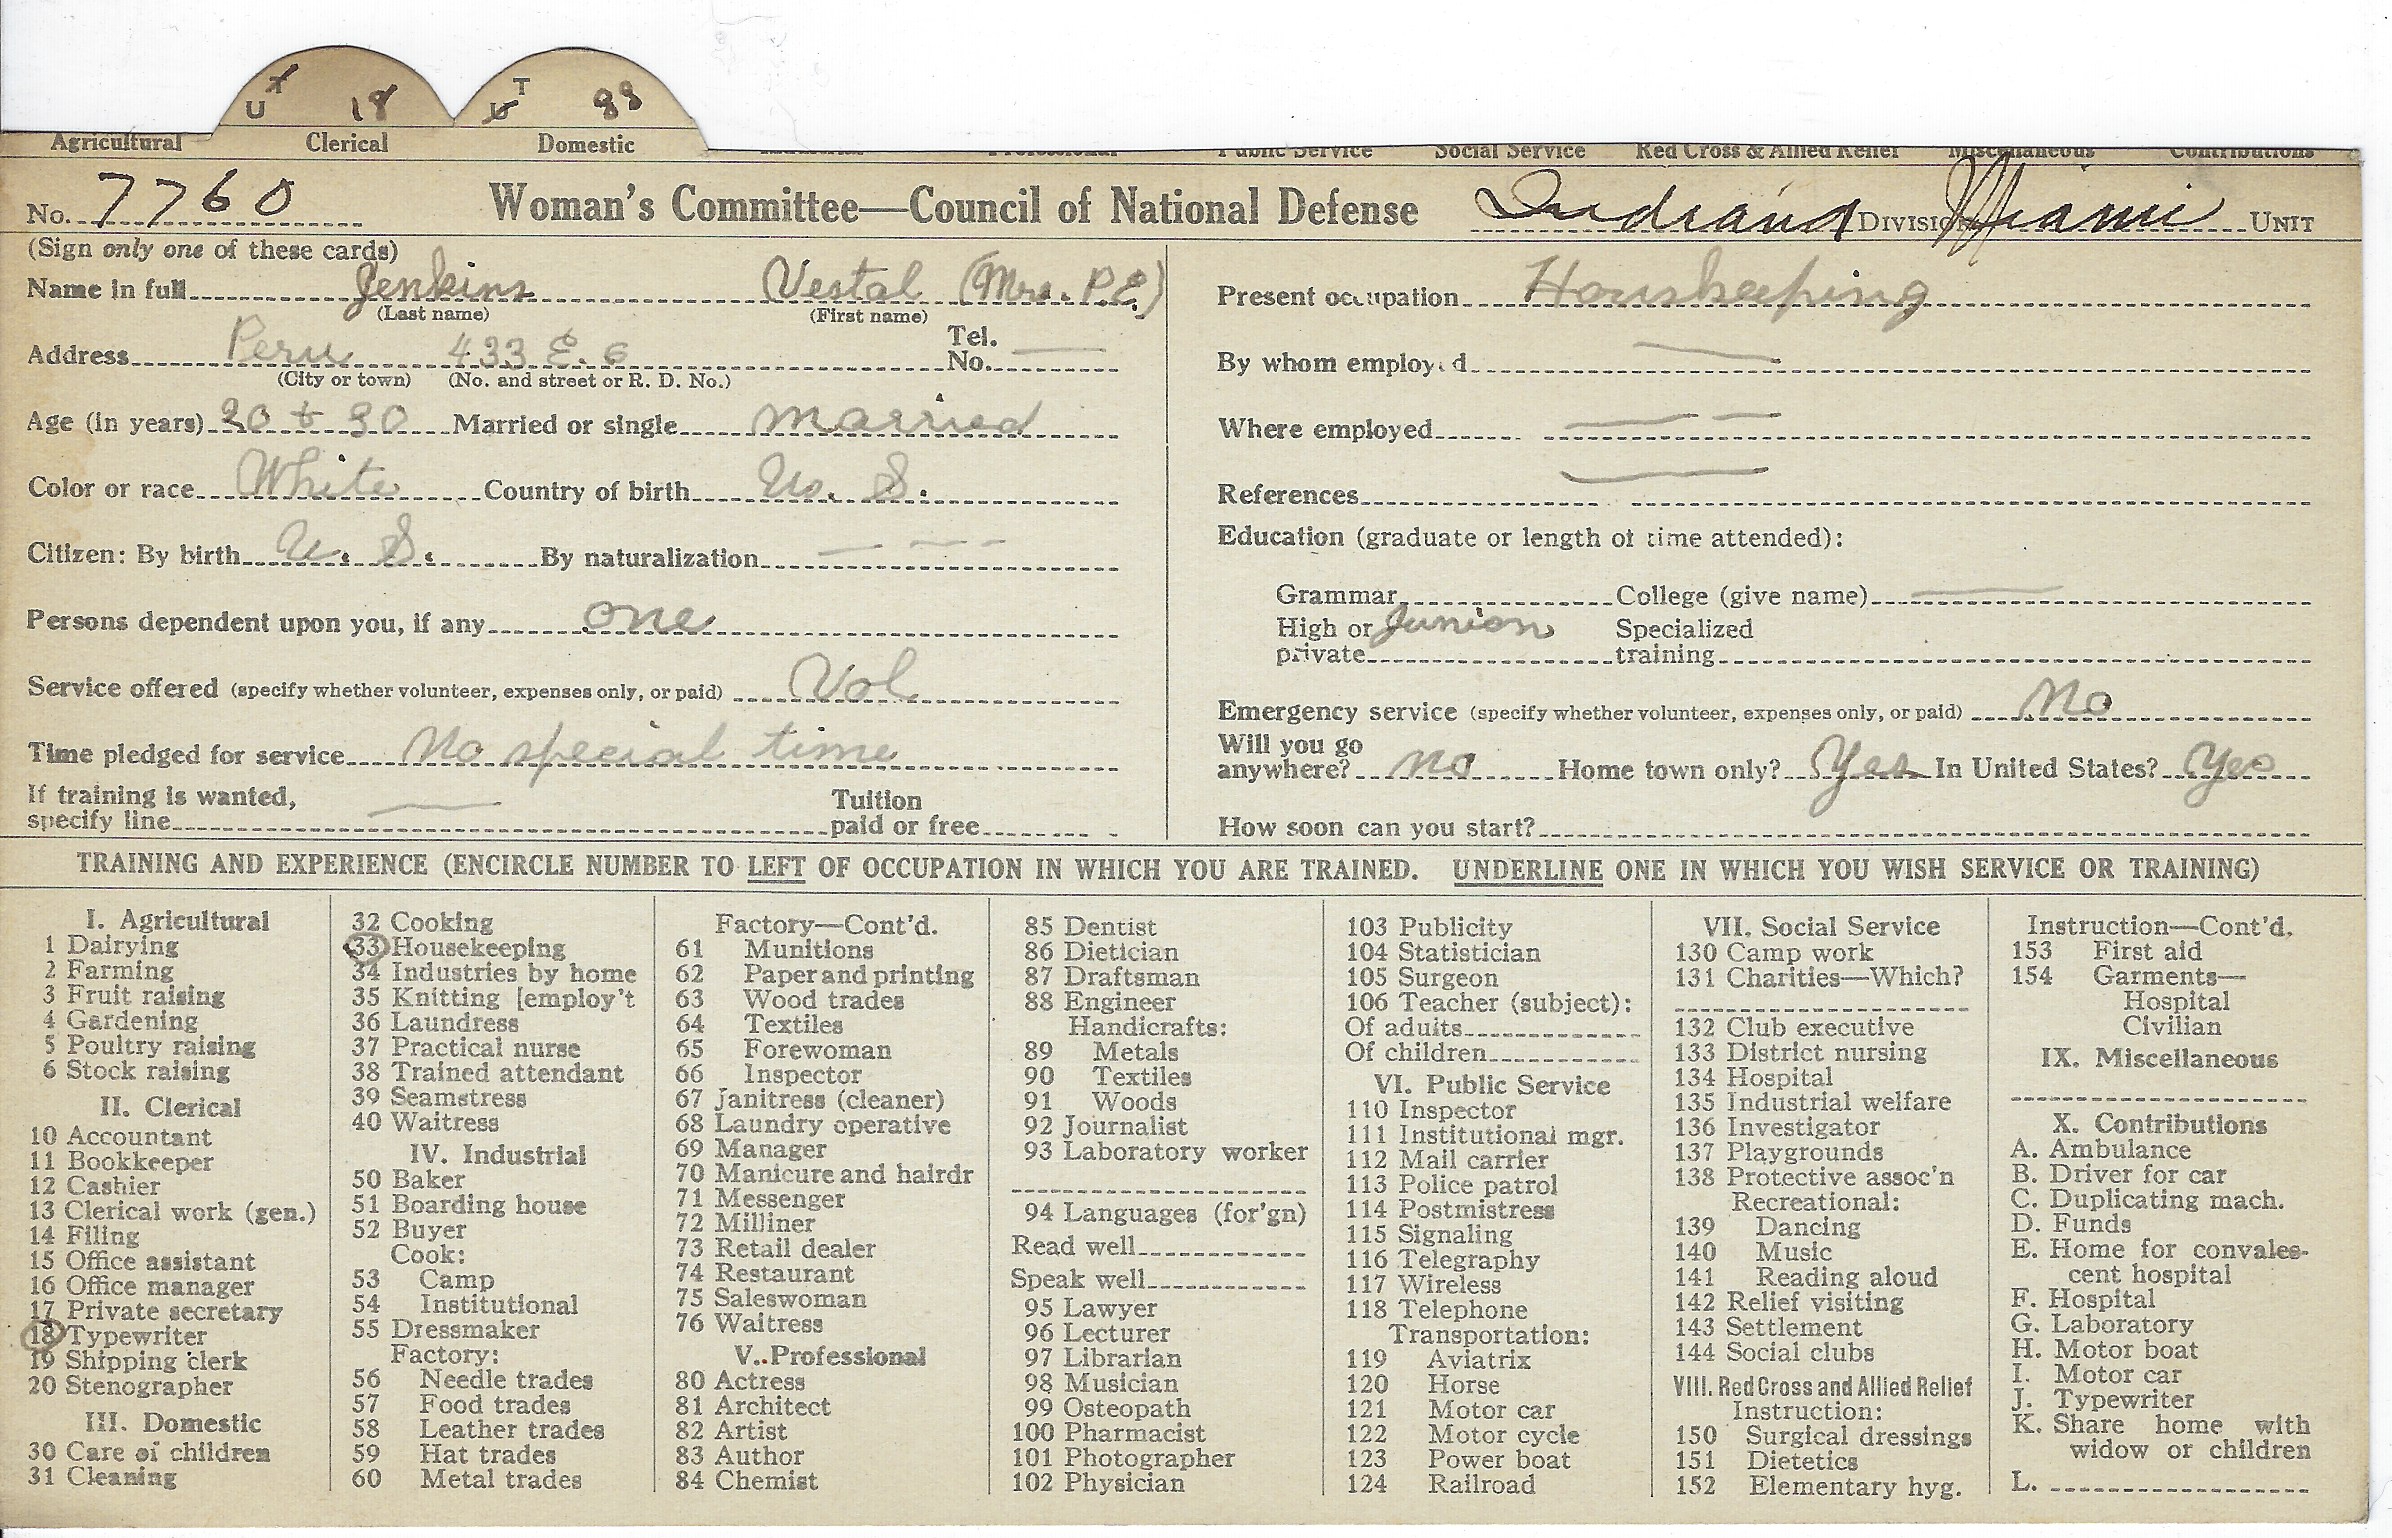 U T 18 U T 33
Agricultural Clerical Domestic Industrial Professional Public Service Social Service Red Cross & Allied Relief Miscellaneous Contributions
No. 7760 Woman's Committee—Council of National Defense Indiana DIVISION Miami UNIT
(Sign only one of these cards)
Name in full Jenkins Vestal (Mrs. P.E.)
(Last name) (First name)
Address Peru 433 E. 6 Tel. No. —
(City or town) (No. and street or R. D. No.)
Age (in years) 20 + 30 Married or single married
Color or race White Country of birth U. S.
Citizen: By birth U. S. By naturalization — — —
Persons dependent upon you, if any one
Service offered (specify whether volunteer, expenses only, or paid) Vol
Time pledged for service No special time
If training is wanted,
specify line — Tuition paid or free
Present occupation Houskeeping
By whom employed —
Where employed — —
References —
Education (graduate or length of time attended):
Grammar College (give name) —
High or private Junior Specialized training
Emergency service (specify whether volunteer, expenses only, or paid) No
Will you go
anywhere? no Home town only? Yes In United States? Yes
How soon can you start?
TRAINING AND EXPERIENCE (ENCIRCLE NUMBER TO LEFT OF OCCUPATION IN WHICH YOU ARE TRAINED. UNDERLINE ONE IN WHICH YOU WISH SERVICE OR TRAINING)
I. Agricultural
1 Dairying
2 Farming
3 Fruit raising
4 Gardening
5 Poultry raising
6 Stock raising
II. Clerical
10 Accountant
11 Bookkeeper
12 Cashier
13 Clerical work (gen.)
14 Filing
15 Office assistant
16 Office manager
17 Private secretary
18 Typewriter
19 Shipping clerk
20 Stenographer
III. Domestic
30 Care of children
31 Cleaning
32 Cooking
33 Housekeeping
34 Industries by home
35 Knitting [employ't
36 Laundress
37 Practical nurse
38 Trained attendant
39 Seamstress
40 Waitress
IV. Industrial
50 Baker
51 Boarding house
52 Buyer
Cook:
53 Camp
54 Institutional
55 Dressmaker
Factory:
56 Needle trades
57 Food trades
58 Leather trades
59 Hat trades
60 Metal trades
Factory—Cont'd.
61 Munitions
62 Paper and printing
63 Wood trades
64 Textiles
65 Forewoman
66 Inspector
67 Janitress (cleaner)
68 Laundry operative
69 Manager
70 Manicure and hairdr
71 Messenger
72 Milliner
73 Retail dealer
74 Restaurant
75 Saleswoman
76 Waitress
V. Professional
80 Actress
81 Architect
82 Artist
83 Author
84 Chemist
85 Dentist
86 Dietician
87 Draftsman
88 Engineer
Handicrafts:
89 Metals
90 Textiles
91 Woods
92 Journalist
93 Laboratory worker
94 Languages (for'gn)
Read well
Speak well
95 Lawyer
96 Lecturer
97 Librarian
98 Musician
99 Osteopath
100 Pharmacist
101 Photographer
102 Physician
103 Publicity
104 Statistician
105 Surgeon
106 Teacher (subject):
Of adults
Of children
VI. Public Service
110 Inspector
111 Institutional mgr.
112 Mail carrier
113 Police patrol
114 Postmistress
115 Signaling
116 Telegraphy
117 Wireless
118 Telephone
Transportation:
119 Aviatrix
120 Horse
121 Motor car
122 Motor cycle
123 Power boat
124 Railroad
VII. Social Service
130 Camp work
131 Charities—Which?
132 Club executive
133 District nursing
134 Hospital
135 Industrial welfare
136 Investigator
137 Playgrounds
138 Protective assoc'n
Recreational:
139 Dancing
140 Music
141 Reading aloud
142 Relief visiting
143 Settlement
144 Social clubs
VIII. Red Cross and Allied Relief
Instruction:
150 Surgical dressings
151 Dietetics
152 Elementary hyg.
Instruction—Cont'd.
153 First aid
154 Garments—
Hospital
Civilian
IX. Miscellaneous
X. Contributions
A. Ambulance
B. Driver for car
C. Duplicating mach.
D. Funds
E. Home for convales-
cent hospital
F. Hospital
G. Laboratory
H. Motor boat
I. Motor car
J. Typewriter
K. Share home with
widow or children
L.